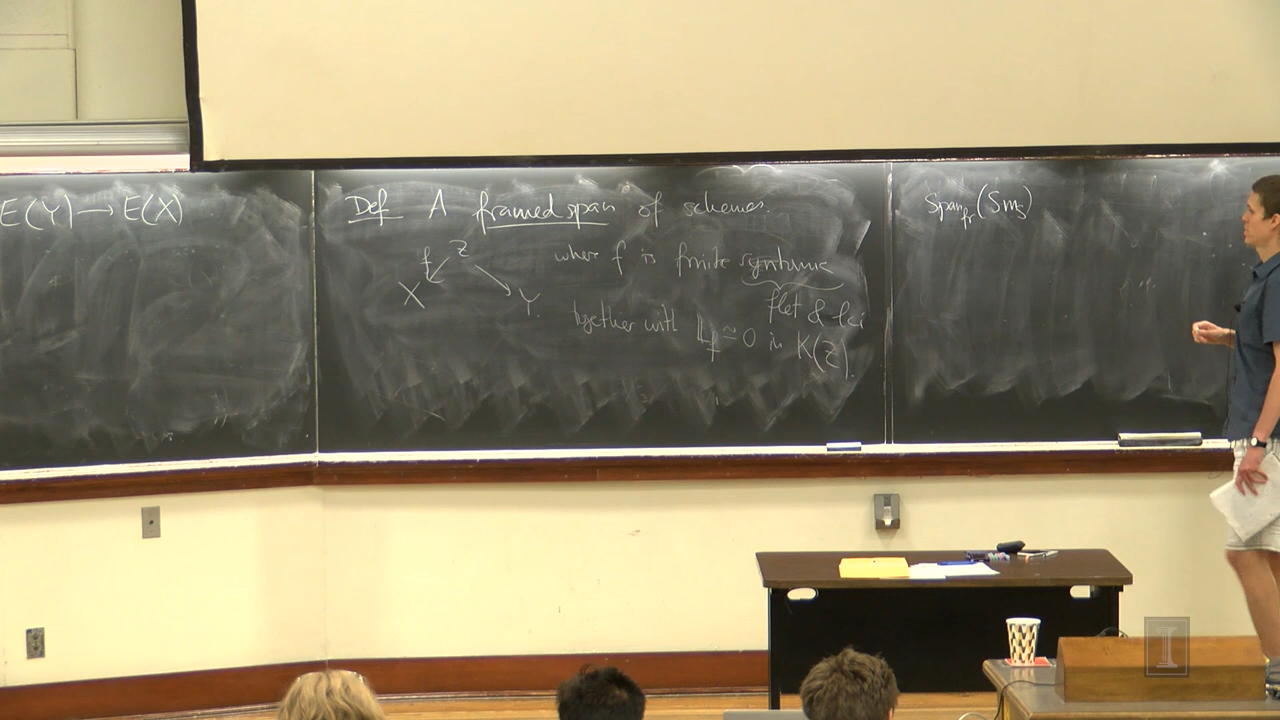 E(Y) → E(X)
Def A framed span of schemes.
f Z
X Y.
where f is finite syntomic
flat & lci
together with 𝕃_f ≃ 0 in K(Z).
Span_fr(Sm_S)
I